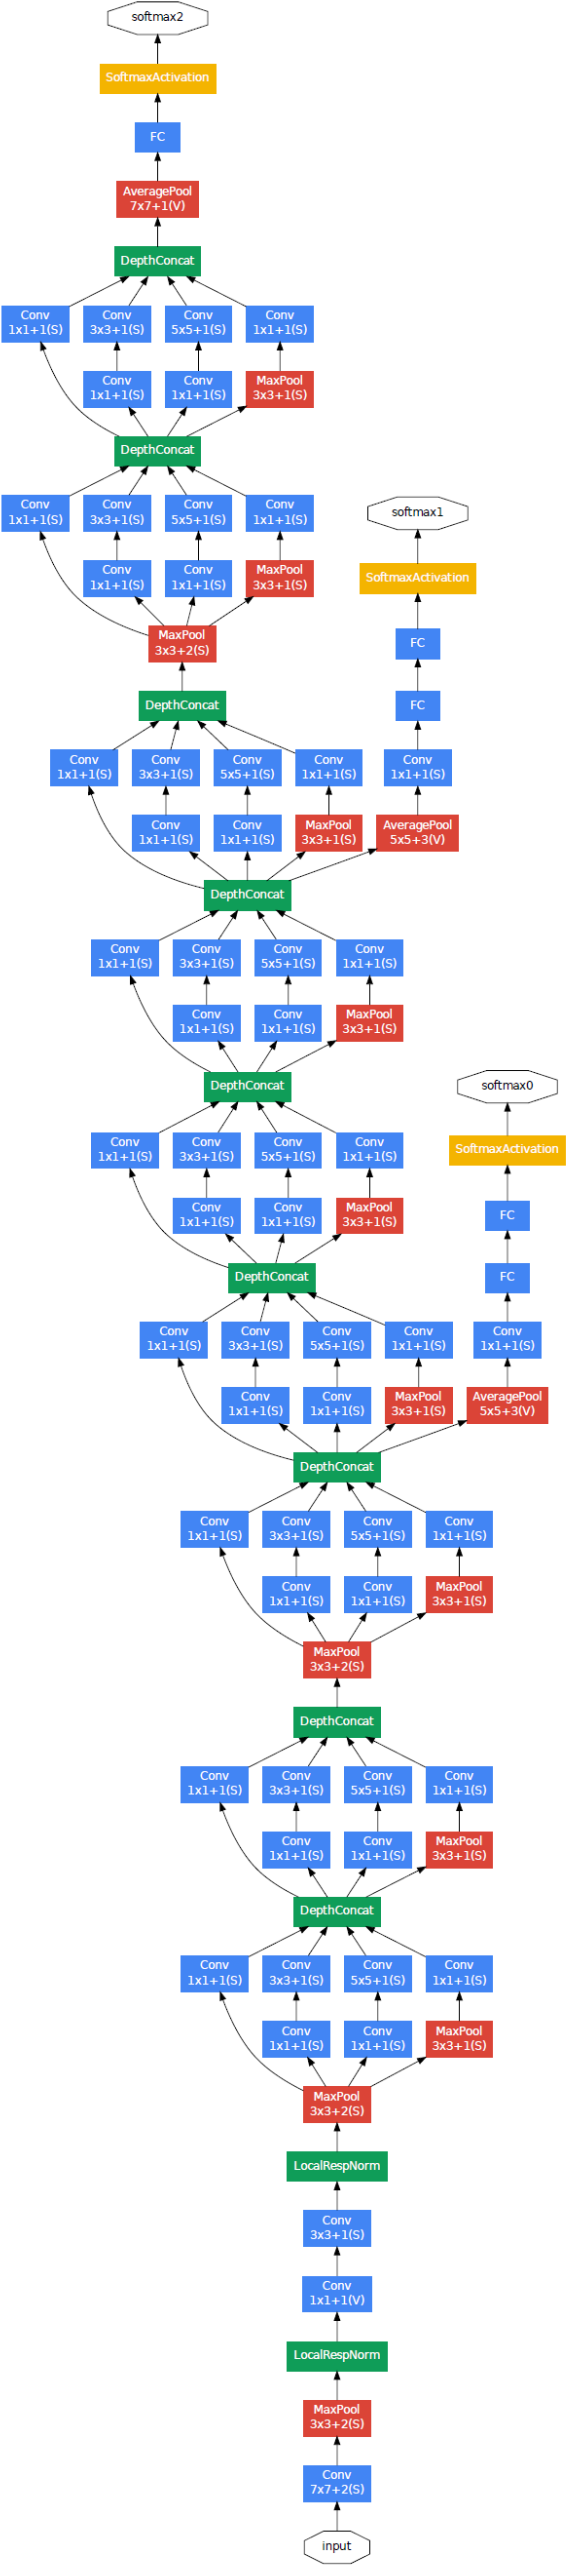 softmax2
SoftmaxActivation
FC
AveragePool
7x7+1(V)
DepthConcat
Conv Conv Conv Conv
1x1+1(S) 3x3+1(S) 5x5+1(S) 1x1+1(S)
Conv Conv MaxPool
1x1+1(S) 1x1+1(S) 3x3+1(S)
DepthConcat
Conv Conv Conv Conv
1x1+1(S) 3x3+1(S) 5x5+1(S) 1x1+1(S)
softmax1
Conv Conv MaxPool
1x1+1(S) 1x1+1(S) 3x3+1(S)
SoftmaxActivation
MaxPool
3x3+2(S)
FC
DepthConcat
FC
Conv Conv Conv Conv Conv
1x1+1(S) 3x3+1(S) 5x5+1(S) 1x1+1(S) 1x1+1(S)
Conv Conv MaxPool AveragePool
1x1+1(S) 1x1+1(S) 3x3+1(S) 5x5+3(V)
DepthConcat
Conv Conv Conv Conv
1x1+1(S) 3x3+1(S) 5x5+1(S) 1x1+1(S)
Conv Conv MaxPool
1x1+1(S) 1x1+1(S) 3x3+1(S)
DepthConcat
softmax0
Conv Conv Conv Conv
1x1+1(S) 3x3+1(S) 5x5+1(S) 1x1+1(S)
SoftmaxActivation
Conv Conv MaxPool
1x1+1(S) 1x1+1(S) 3x3+1(S)
FC
DepthConcat
FC
Conv Conv Conv Conv Conv
1x1+1(S) 3x3+1(S) 5x5+1(S) 1x1+1(S) 1x1+1(S)
Conv Conv MaxPool AveragePool
1x1+1(S) 1x1+1(S) 3x3+1(S) 5x5+3(V)
DepthConcat
Conv Conv Conv Conv
1x1+1(S) 3x3+1(S) 5x5+1(S) 1x1+1(S)
Conv Conv MaxPool
1x1+1(S) 1x1+1(S) 3x3+1(S)
MaxPool
3x3+2(S)
DepthConcat
Conv Conv Conv Conv
1x1+1(S) 3x3+1(S) 5x5+1(S) 1x1+1(S)
Conv Conv MaxPool
1x1+1(S) 1x1+1(S) 3x3+1(S)
DepthConcat
Conv Conv Conv Conv
1x1+1(S) 3x3+1(S) 5x5+1(S) 1x1+1(S)
Conv Conv MaxPool
1x1+1(S) 1x1+1(S) 3x3+1(S)
MaxPool
3x3+2(S)
LocalRespNorm
Conv
3x3+1(S)
Conv
1x1+1(V)
LocalRespNorm
MaxPool
3x3+2(S)
Conv
7x7+2(S)
input